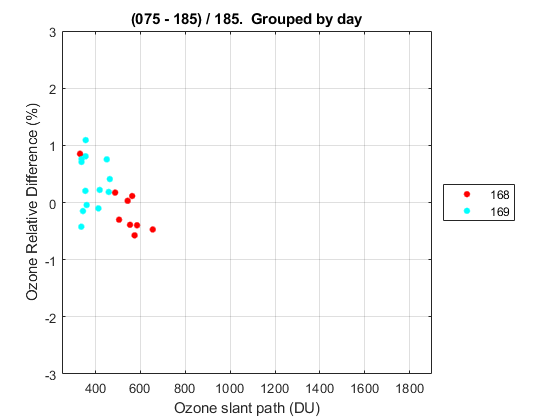 (075 - 185) / 185.  Grouped by day
3
2
1
0
-1
-2
-3
Ozone Relative Difference (%)
400 600 800 1000 1200 1400 1600 1800
Ozone slant path (DU)
168
169